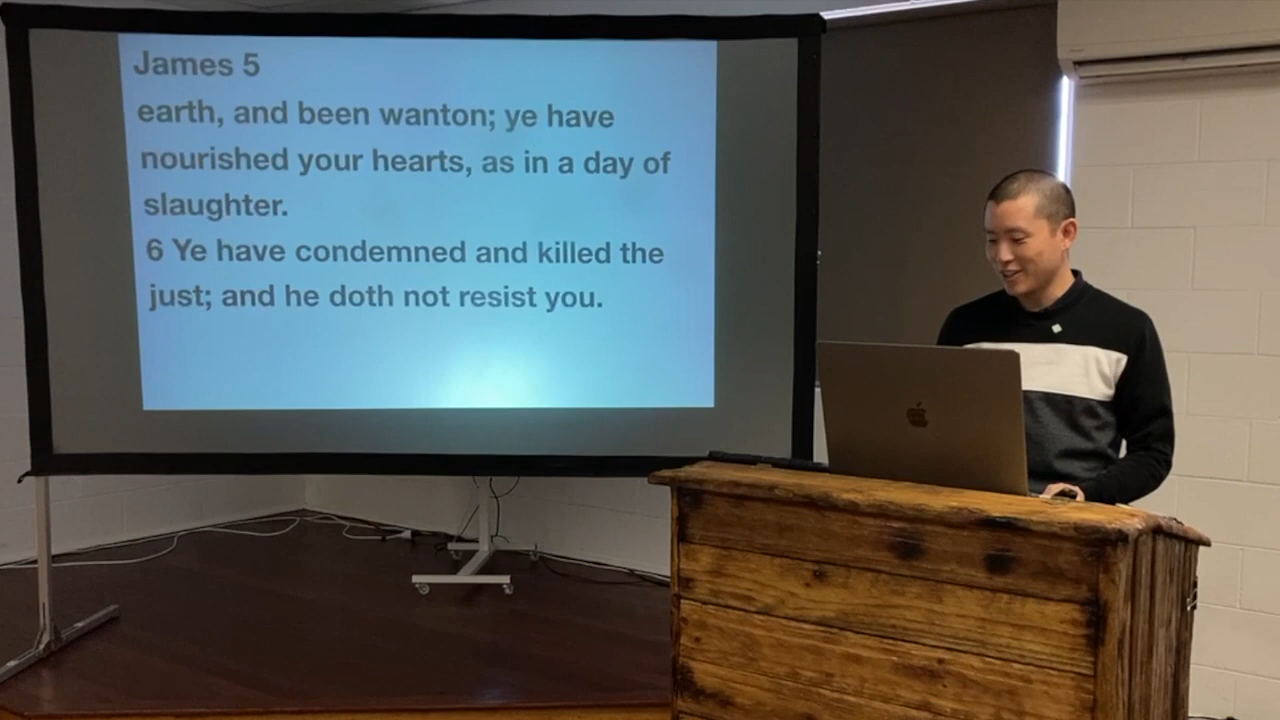 James 5
earth, and been wanton; ye have
nourished your hearts, as in a day of
slaughter.
6 Ye have condemned and killed the
just; and he doth not resist you.